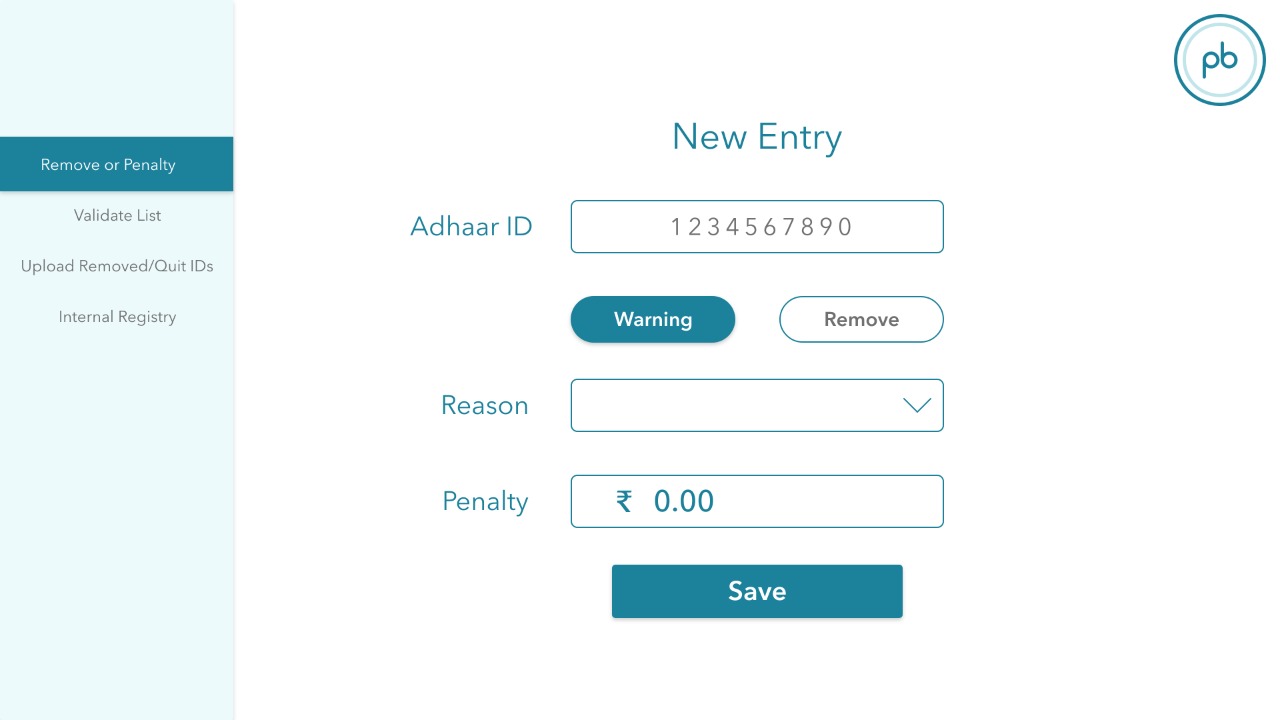 pb
Remove or Penalty
Validate List
Upload Removed/Quit IDs
Internal Registry
New Entry
Adhaar ID 1234567890
Warning Remove
Reason
Penalty ₹ 0.00
Save